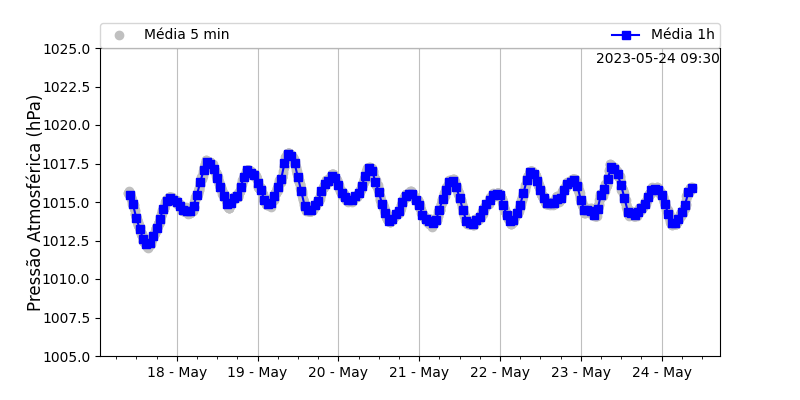 Média 5 min
Média 1h
2023-05-24 09:30
Pressão Atmosférica (hPa)
1025.0
1022.5
1020.0
1017.5
1015.0
1012.5
1010.0
1007.5
1005.0
18 - May
19 - May
20 - May
21 - May
22 - May
23 - May
24 - May